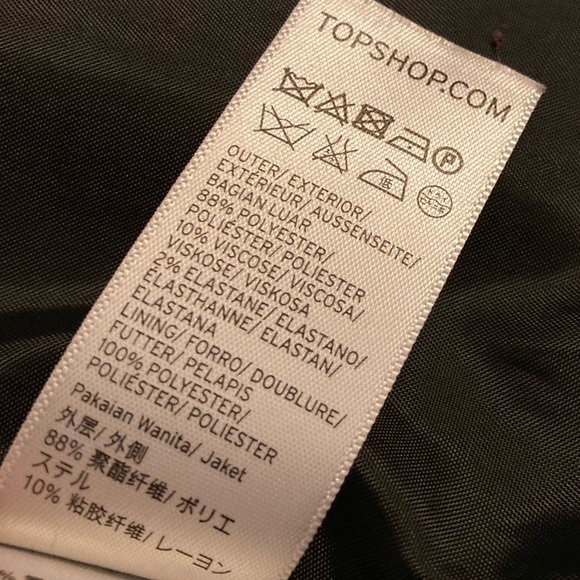 TOPSHOP.COM
P
低
OUTER/ EXTERIOR/
EXTÉRIEUR/ AUSSENSEITE/
BAGIAN LUAR
88% POLYESTER/
POLIÉSTER/ POLIESTER
10% VISCOSE/ VISCOSA/
VISKOSE/ VISKOSA
2% ELASTANE/ ELASTANO/
ÉLASTHANNE/ ELASTAN/
ELASTANA
LINING/ FORRO/ DOUBLURE/
FUTTER/ PELAPIS
100% POLYESTER/
POLIÉSTER/ POLIESTER
Pakaian Wanita/ Jaket
外层/ 外側
88% 聚酯纤维/ ポリエ
ステル
10% 粘胶纤维/ レーヨン